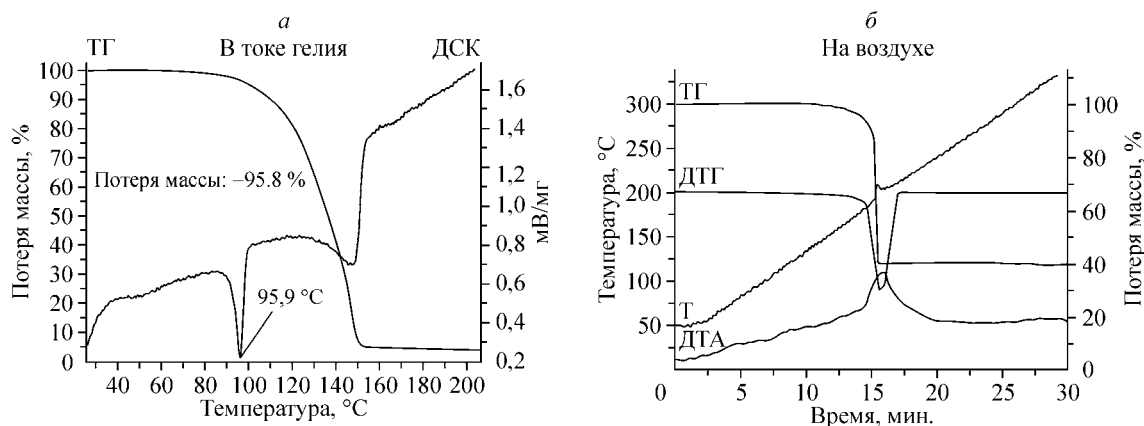 а
ТГ В токе гелия ДСК
Потеря массы, %
100
90
80
70
60
50
40
30
20
10
0
Потеря массы: –95.8 %
95,9 °C
40 60 80 100 120 140 160 180 200
Температура, °C
1,6
1,4
1,2
1,0
0,8
0,6
0,4
0,2
мВ/мг
б
На воздухе
Температура, °C
300
250
200
150
100
50
ТГ
ДТГ
Т
ДТА
0 5 10 15 20 25 30
Время, мин.
100
80
60
40
20
0
Потеря массы, %